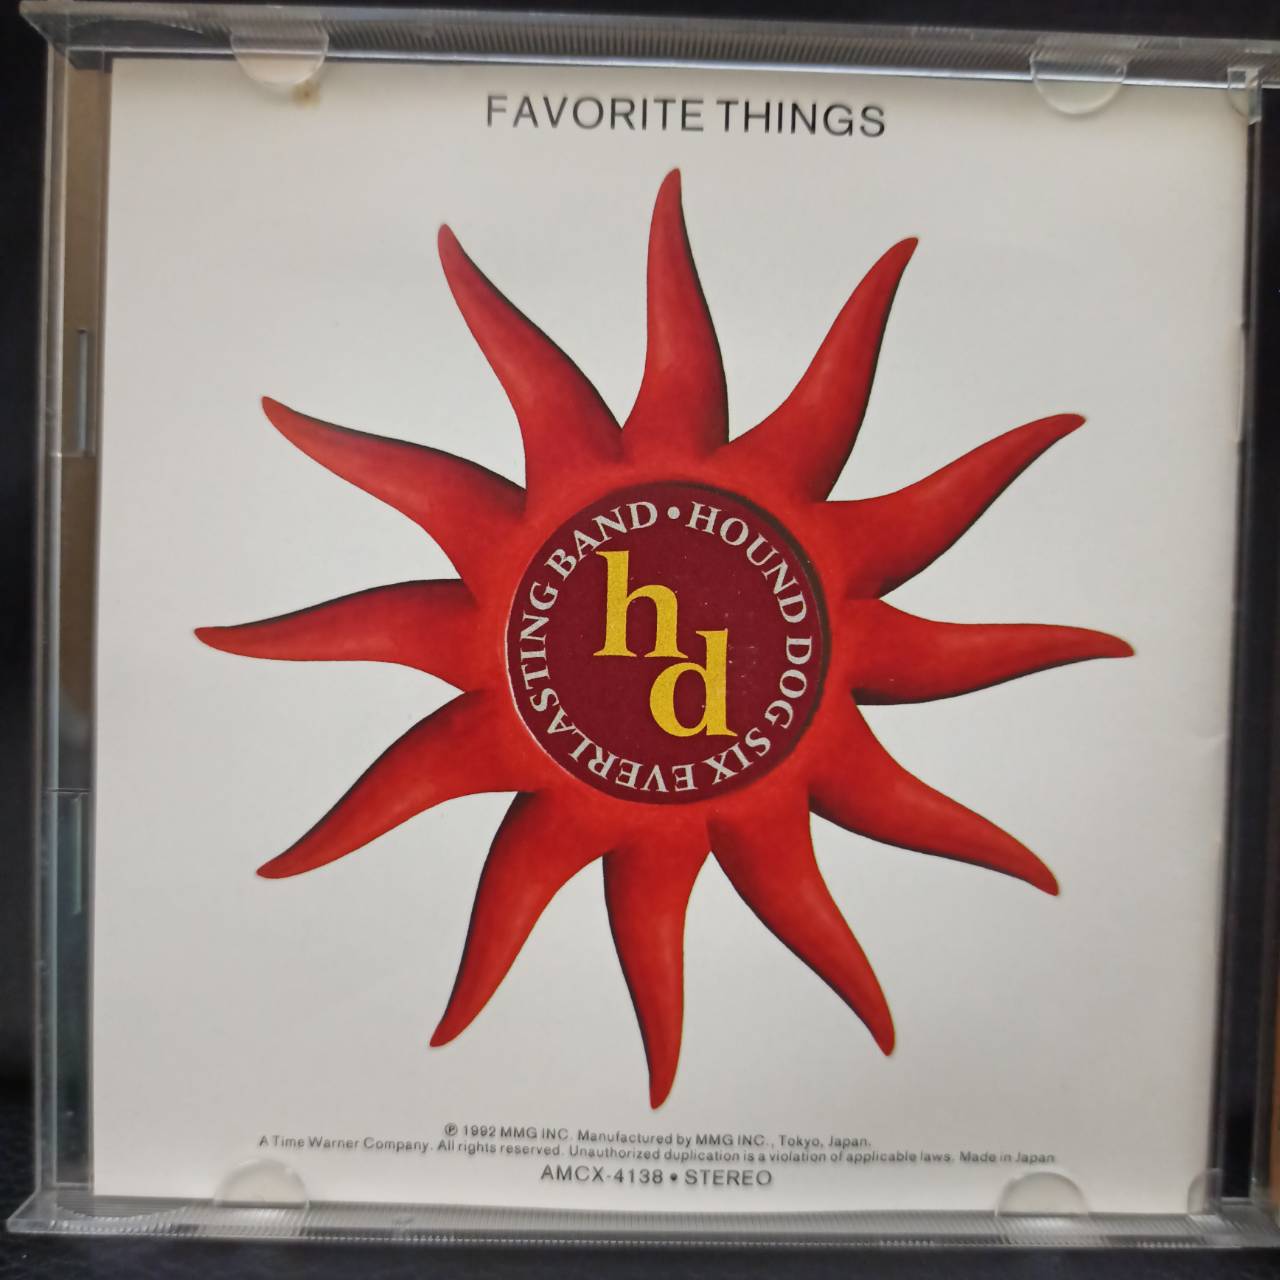 FAVORITE THINGS
HOUND DOG SIX EVERLASTING BAND •
h
d
℗ 1992 MMG INC. Manufactured by MMG INC., Tokyo, Japan.
A Time Warner Company. All rights reserved. Unauthorized duplication is a violation of applicable laws. Made in Japan
AMCX-4138 • STEREO